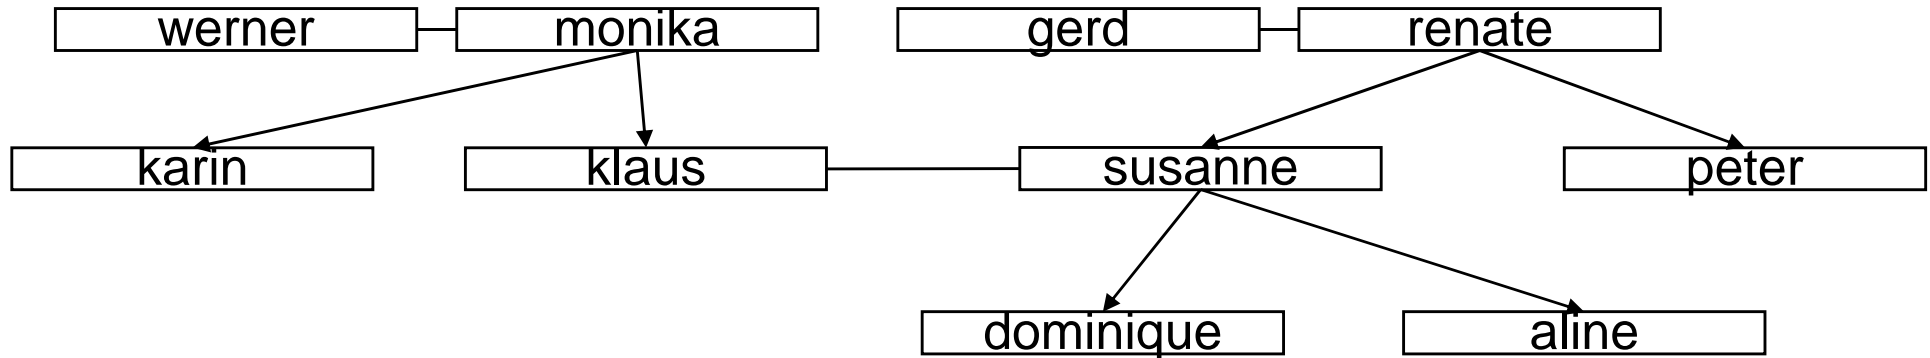 werner monika gerd renate
karin klaus susanne peter
dominique aline